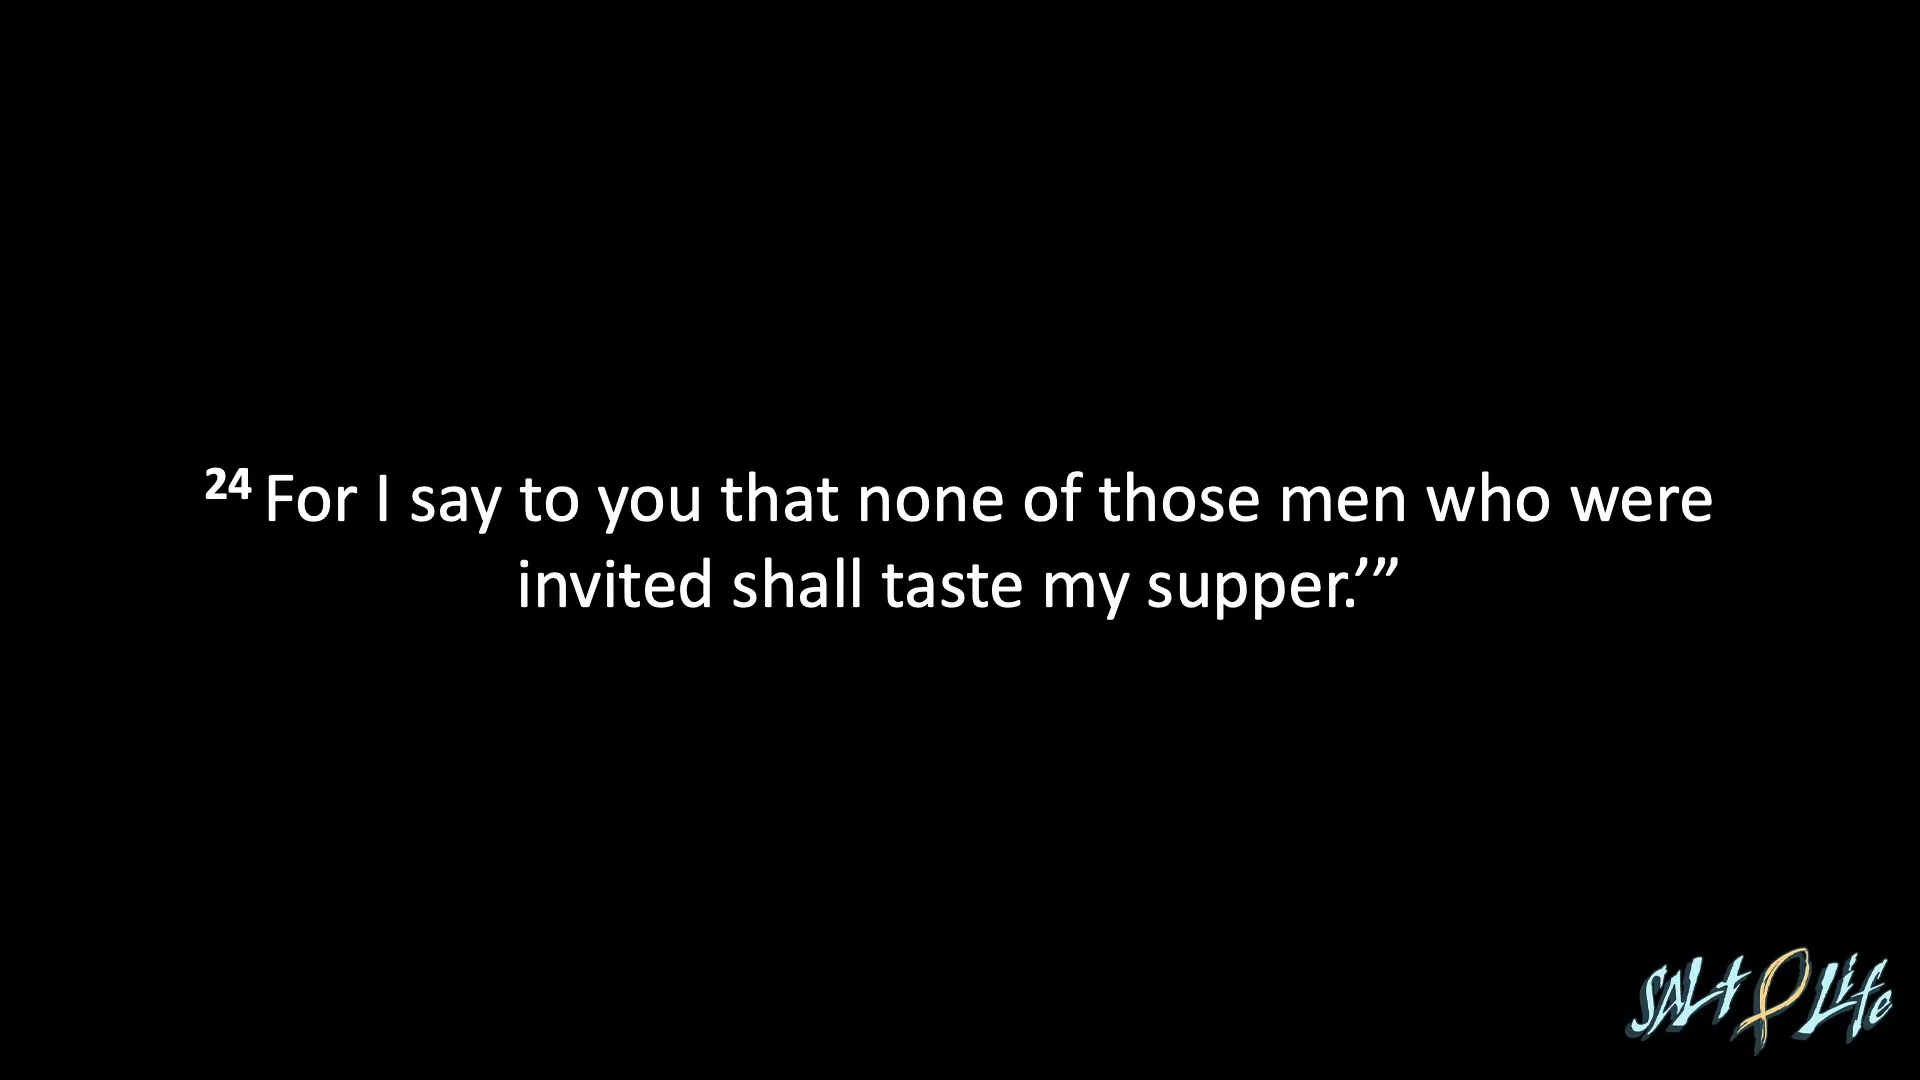 24 For I say to you that none of those men who were
invited shall taste my supper.’”
SALt Life